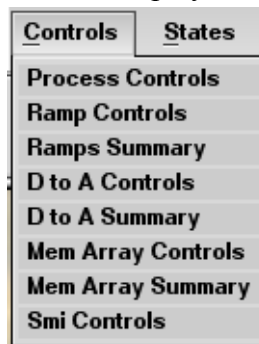 Controls States
Process Controls
Ramp Controls
Ramps Summary
D to A Controls
D to A Summary
Mem Array Controls
Mem Array Summary
Smi Controls